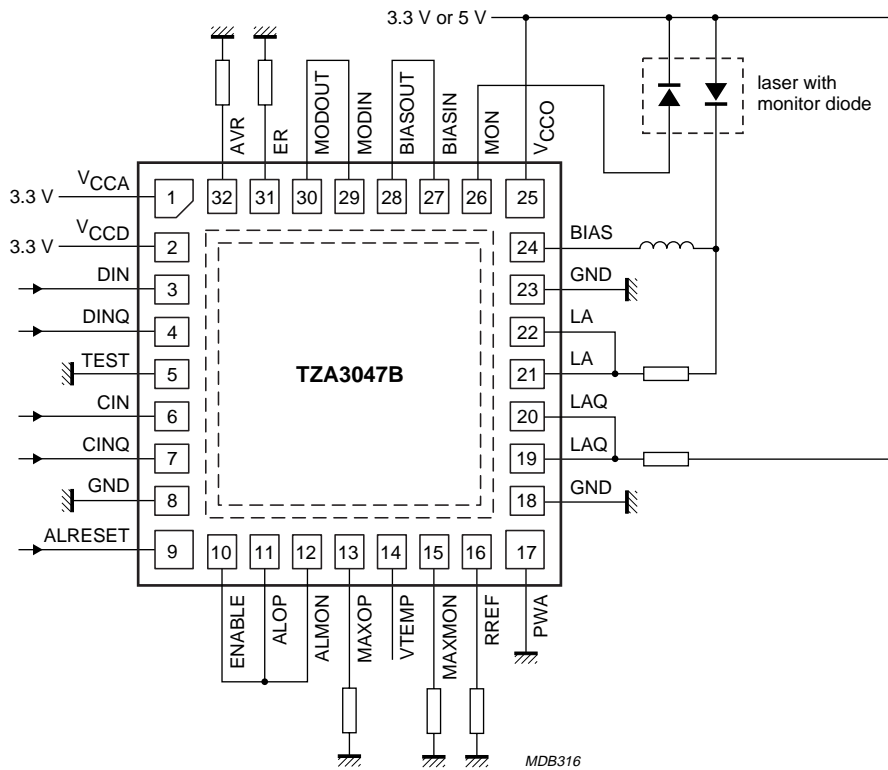 3.3 V or 5 V
laser with
monitor diode
AVR
ER
MODOUT
MODIN
BIASOUT
BIASIN
MON
VCCO
32
31
30
29
28
27
26
25
3.3 V
VCCA
1
3.3 V
VCCD
2
DIN
3
DINQ
4
TEST
5
CIN
6
CINQ
7
GND
8
ALRESET
9
TZA3047B
24
BIAS
23
GND
22
LA
21
LA
20
LAQ
19
LAQ
18
GND
10
11
12
13
14
15
16
17
ENABLE
ALOP
ALMON
MAXOP
VTEMP
MAXMON
RREF
PWA
MDB316